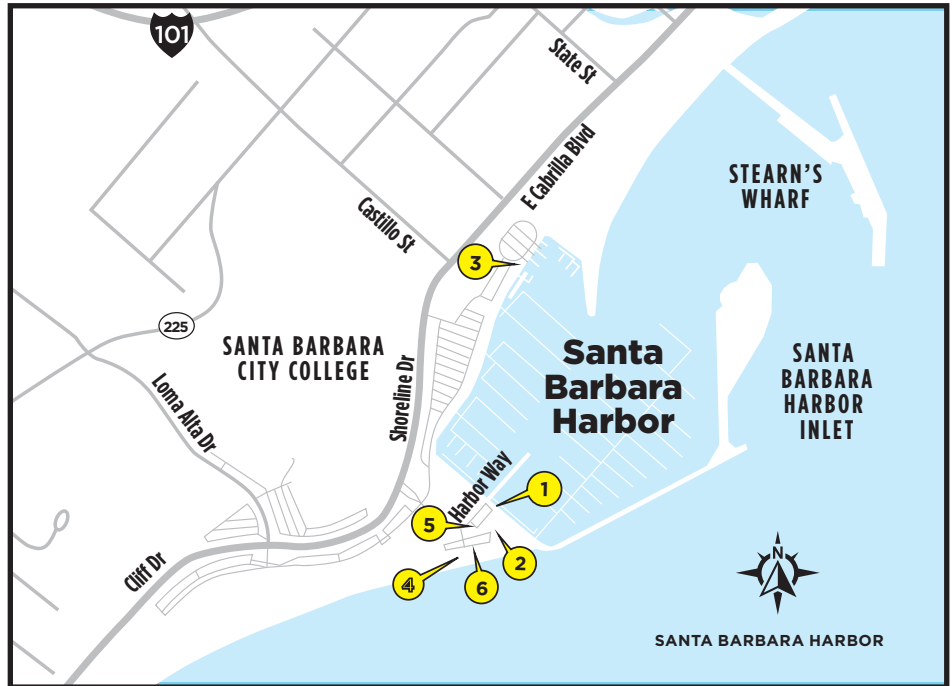 101
State St
E Cabrilla Blvd
STEARN'S
WHARF
Castillo St
3
225
SANTA BARBARA
CITY COLLEGE
Shoreline Dr
Santa
Barbara
Harbor
SANTA
BARBARA
HARBOR
INLET
Loma Alta Dr
Harbor Way
1
5
2
4
6
Cliff Dr
N
SANTA BARBARA HARBOR